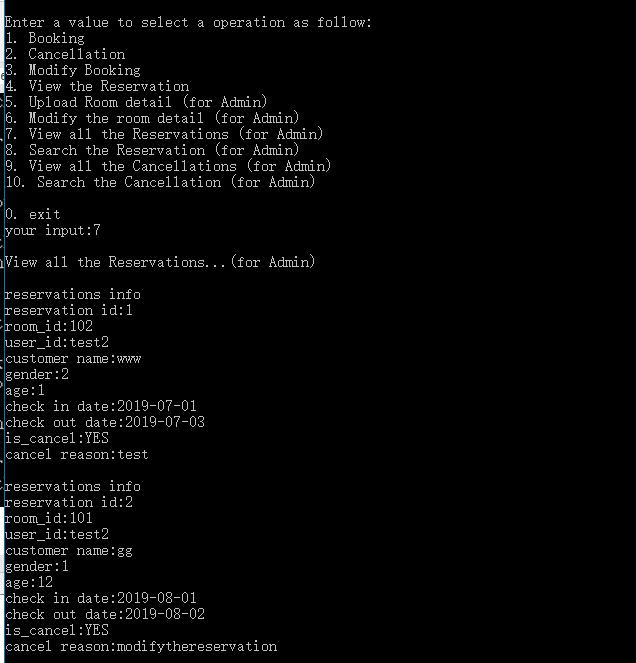 Enter a value to select a operation as follow:
1. Booking
2. Cancellation
3. Modify Booking
4. View the Reservation
5. Upload Room detail (for Admin)
6. Modify the room detail (for Admin)
7. View all the Reservations (for Admin)
8. Search the Reservation (for Admin)
9. View all the Cancellations (for Admin)
10. Search the Cancellation (for Admin)
0. exit
your input:7
View all the Reservations...(for Admin)
reservations info
reservation id:1
room_id:102
user_id:test2
customer name:www
gender:2
age:1
check in date:2019-07-01
check out date:2019-07-03
is_cancel:YES
cancel reason:test
reservations info
reservation id:2
room_id:101
user_id:test2
customer name:gg
gender:1
age:12
check in date:2019-08-01
check out date:2019-08-02
is_cancel:YES
cancel reason:modifythereservation